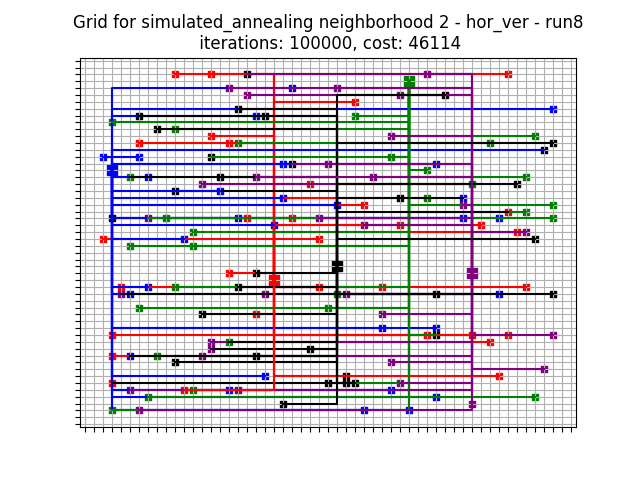 Grid for simulated_annealing neighborhood 2 - hor_ver - run8
iterations: 100000, cost: 46114